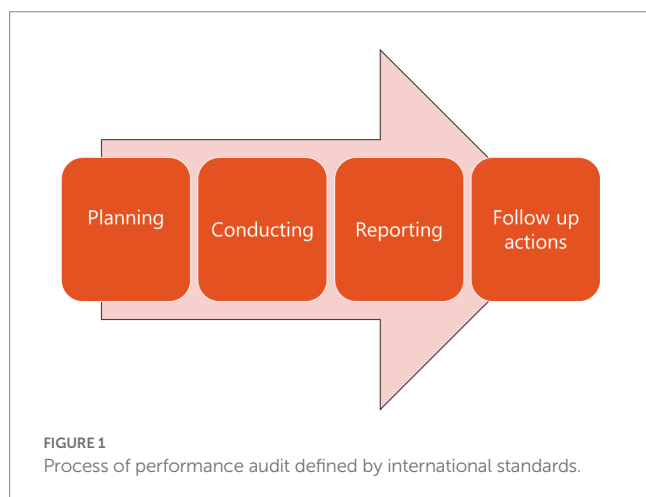 Planning
Conducting
Reporting
Follow up
actions
FIGURE 1
Process of performance audit defined by international standards.